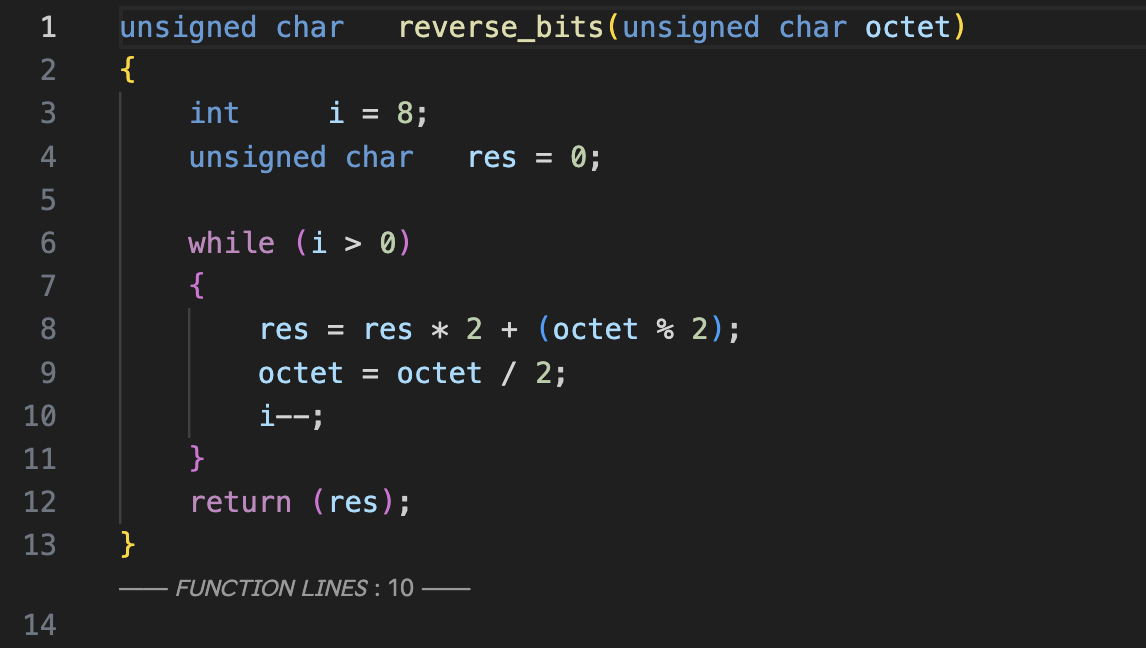 1 unsigned char   reverse_bits(unsigned char octet)
2 {
3     int     i = 8;
4     unsigned char   res = 0;
5
6     while (i > 0)
7     {
8         res = res * 2 + (octet % 2);
9         octet = octet / 2;
10         i--;
11     }
12     return (res);
13 }
—— FUNCTION LINES : 10 ——
14